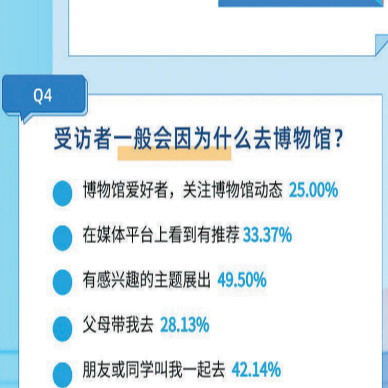 Q4
受访者一般会因为什么去博物馆？
博物馆爱好者，关注博物馆动态 25.00%
在媒体平台上看到有推荐 33.37%
有感兴趣的主题展出 49.50%
父母带我去 28.13%
朋友或同学叫我一起去 42.14%